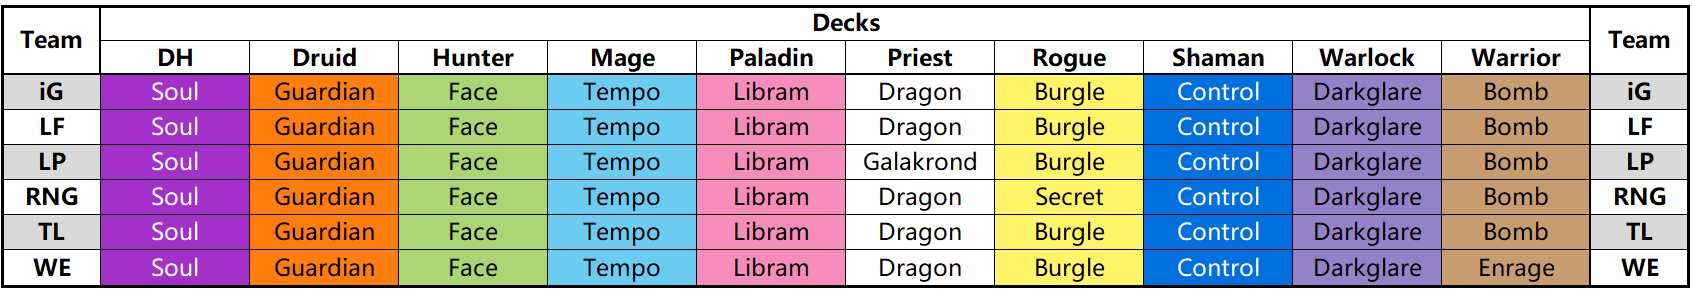 Team Decks Team
DH Druid Hunter Mage Paladin Priest Rogue Shaman Warlock Warrior
iG Soul Guardian Face Tempo Libram Dragon Burgle Control Darkglare Bomb iG
LF Soul Guardian Face Tempo Libram Dragon Burgle Control Darkglare Bomb LF
LP Soul Guardian Face Tempo Libram Galakrond Burgle Control Darkglare Bomb LP
RNG Soul Guardian Face Tempo Libram Dragon Secret Control Darkglare Bomb RNG
TL Soul Guardian Face Tempo Libram Dragon Burgle Control Darkglare Bomb TL
WE Soul Guardian Face Tempo Libram Dragon Burgle Control Darkglare Enrage WE